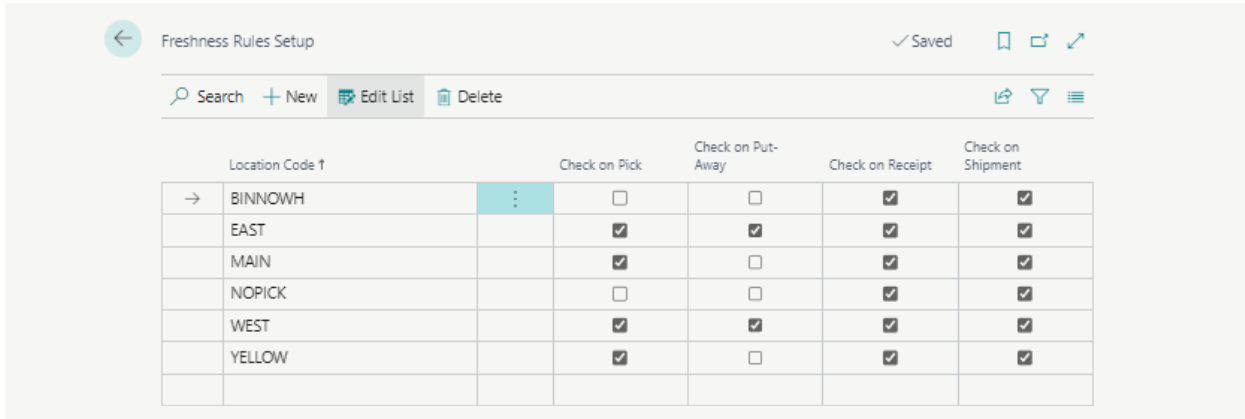 Freshness Rules Setup
Saved
Search New Edit List Delete
Location Code ↑ Check on Pick Check on Put-Away Check on Receipt Check on Shipment
BINNOWH
EAST
MAIN
NOPICK
WEST
YELLOW